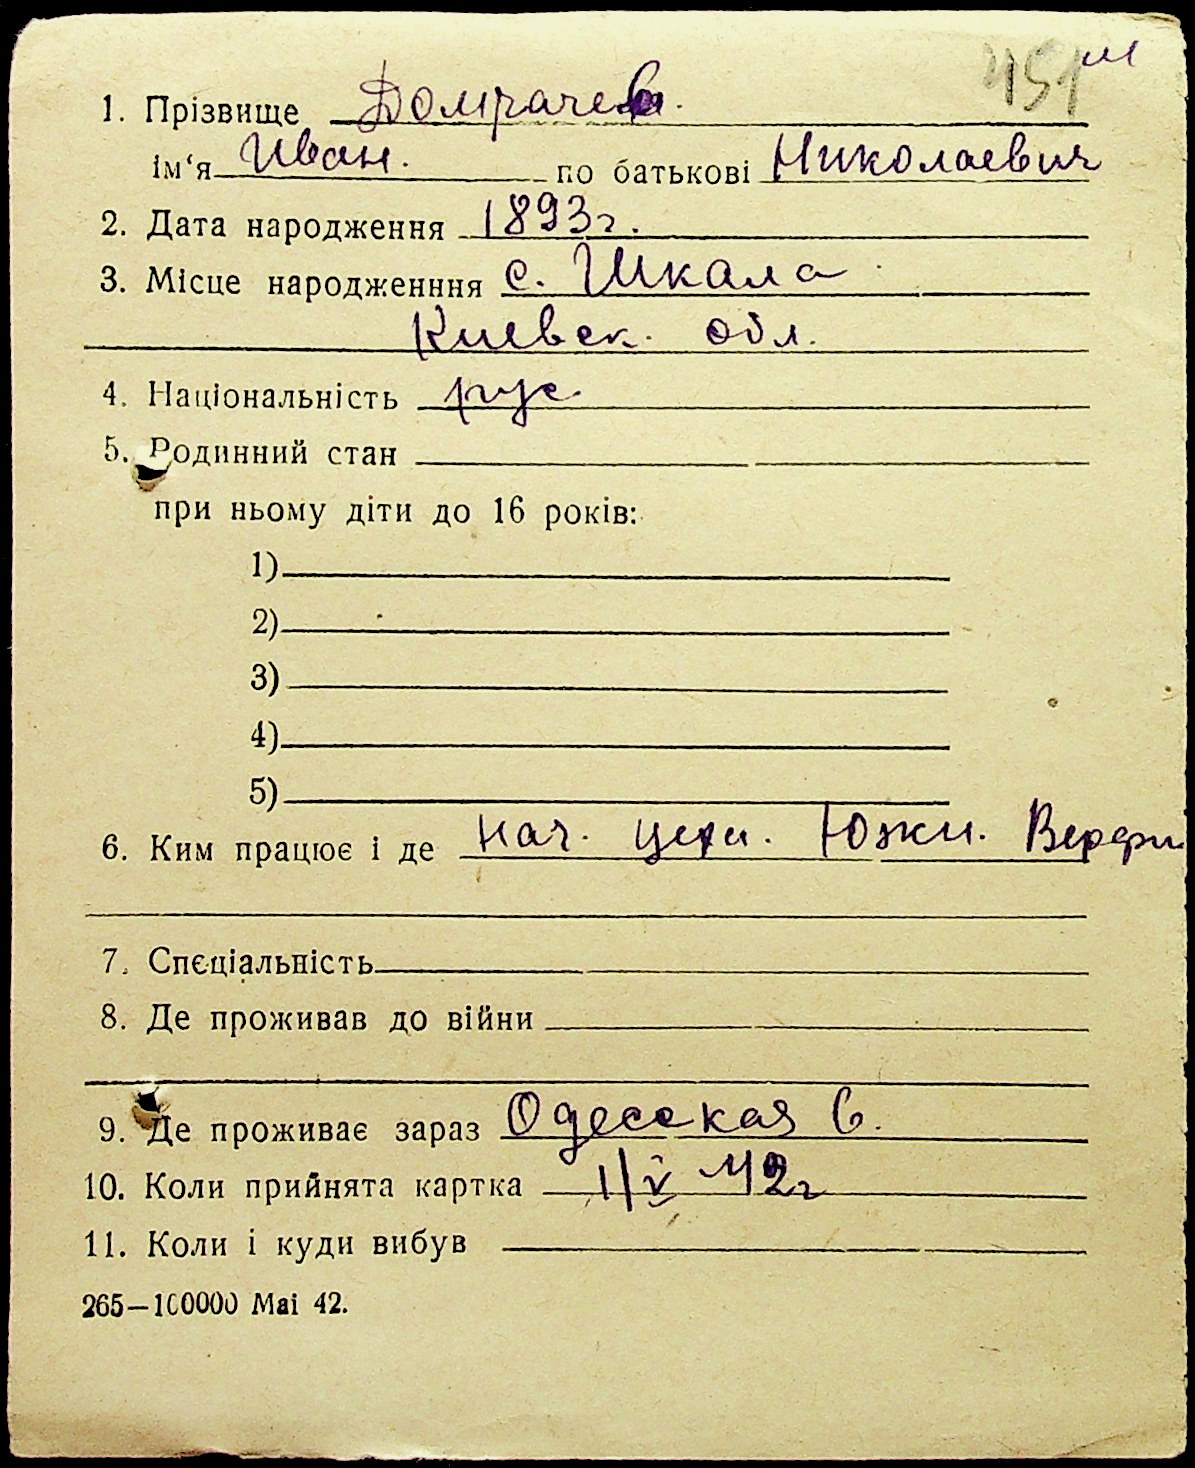 451 м
1. Прізвище Домрачев.
ім'я Иван. по батькові Николаевич
2. Дата народження 1893г.
3. Місце народженння с. Шкала
Киевск. обл.
4. Національність рус
5. Родинний стан
при ньому діти до 16 років:
1)
2)
3)
4)
5)
6. Ким працює і де нач. цеха. Южн. Верфи
7. Спєціальність
8. Де проживав до війни
9. Де проживає зараз Одесская 6.
10. Коли прийнята картка 1/V 42г
11. Коли і куди вибув
265—100000 Mai 42.